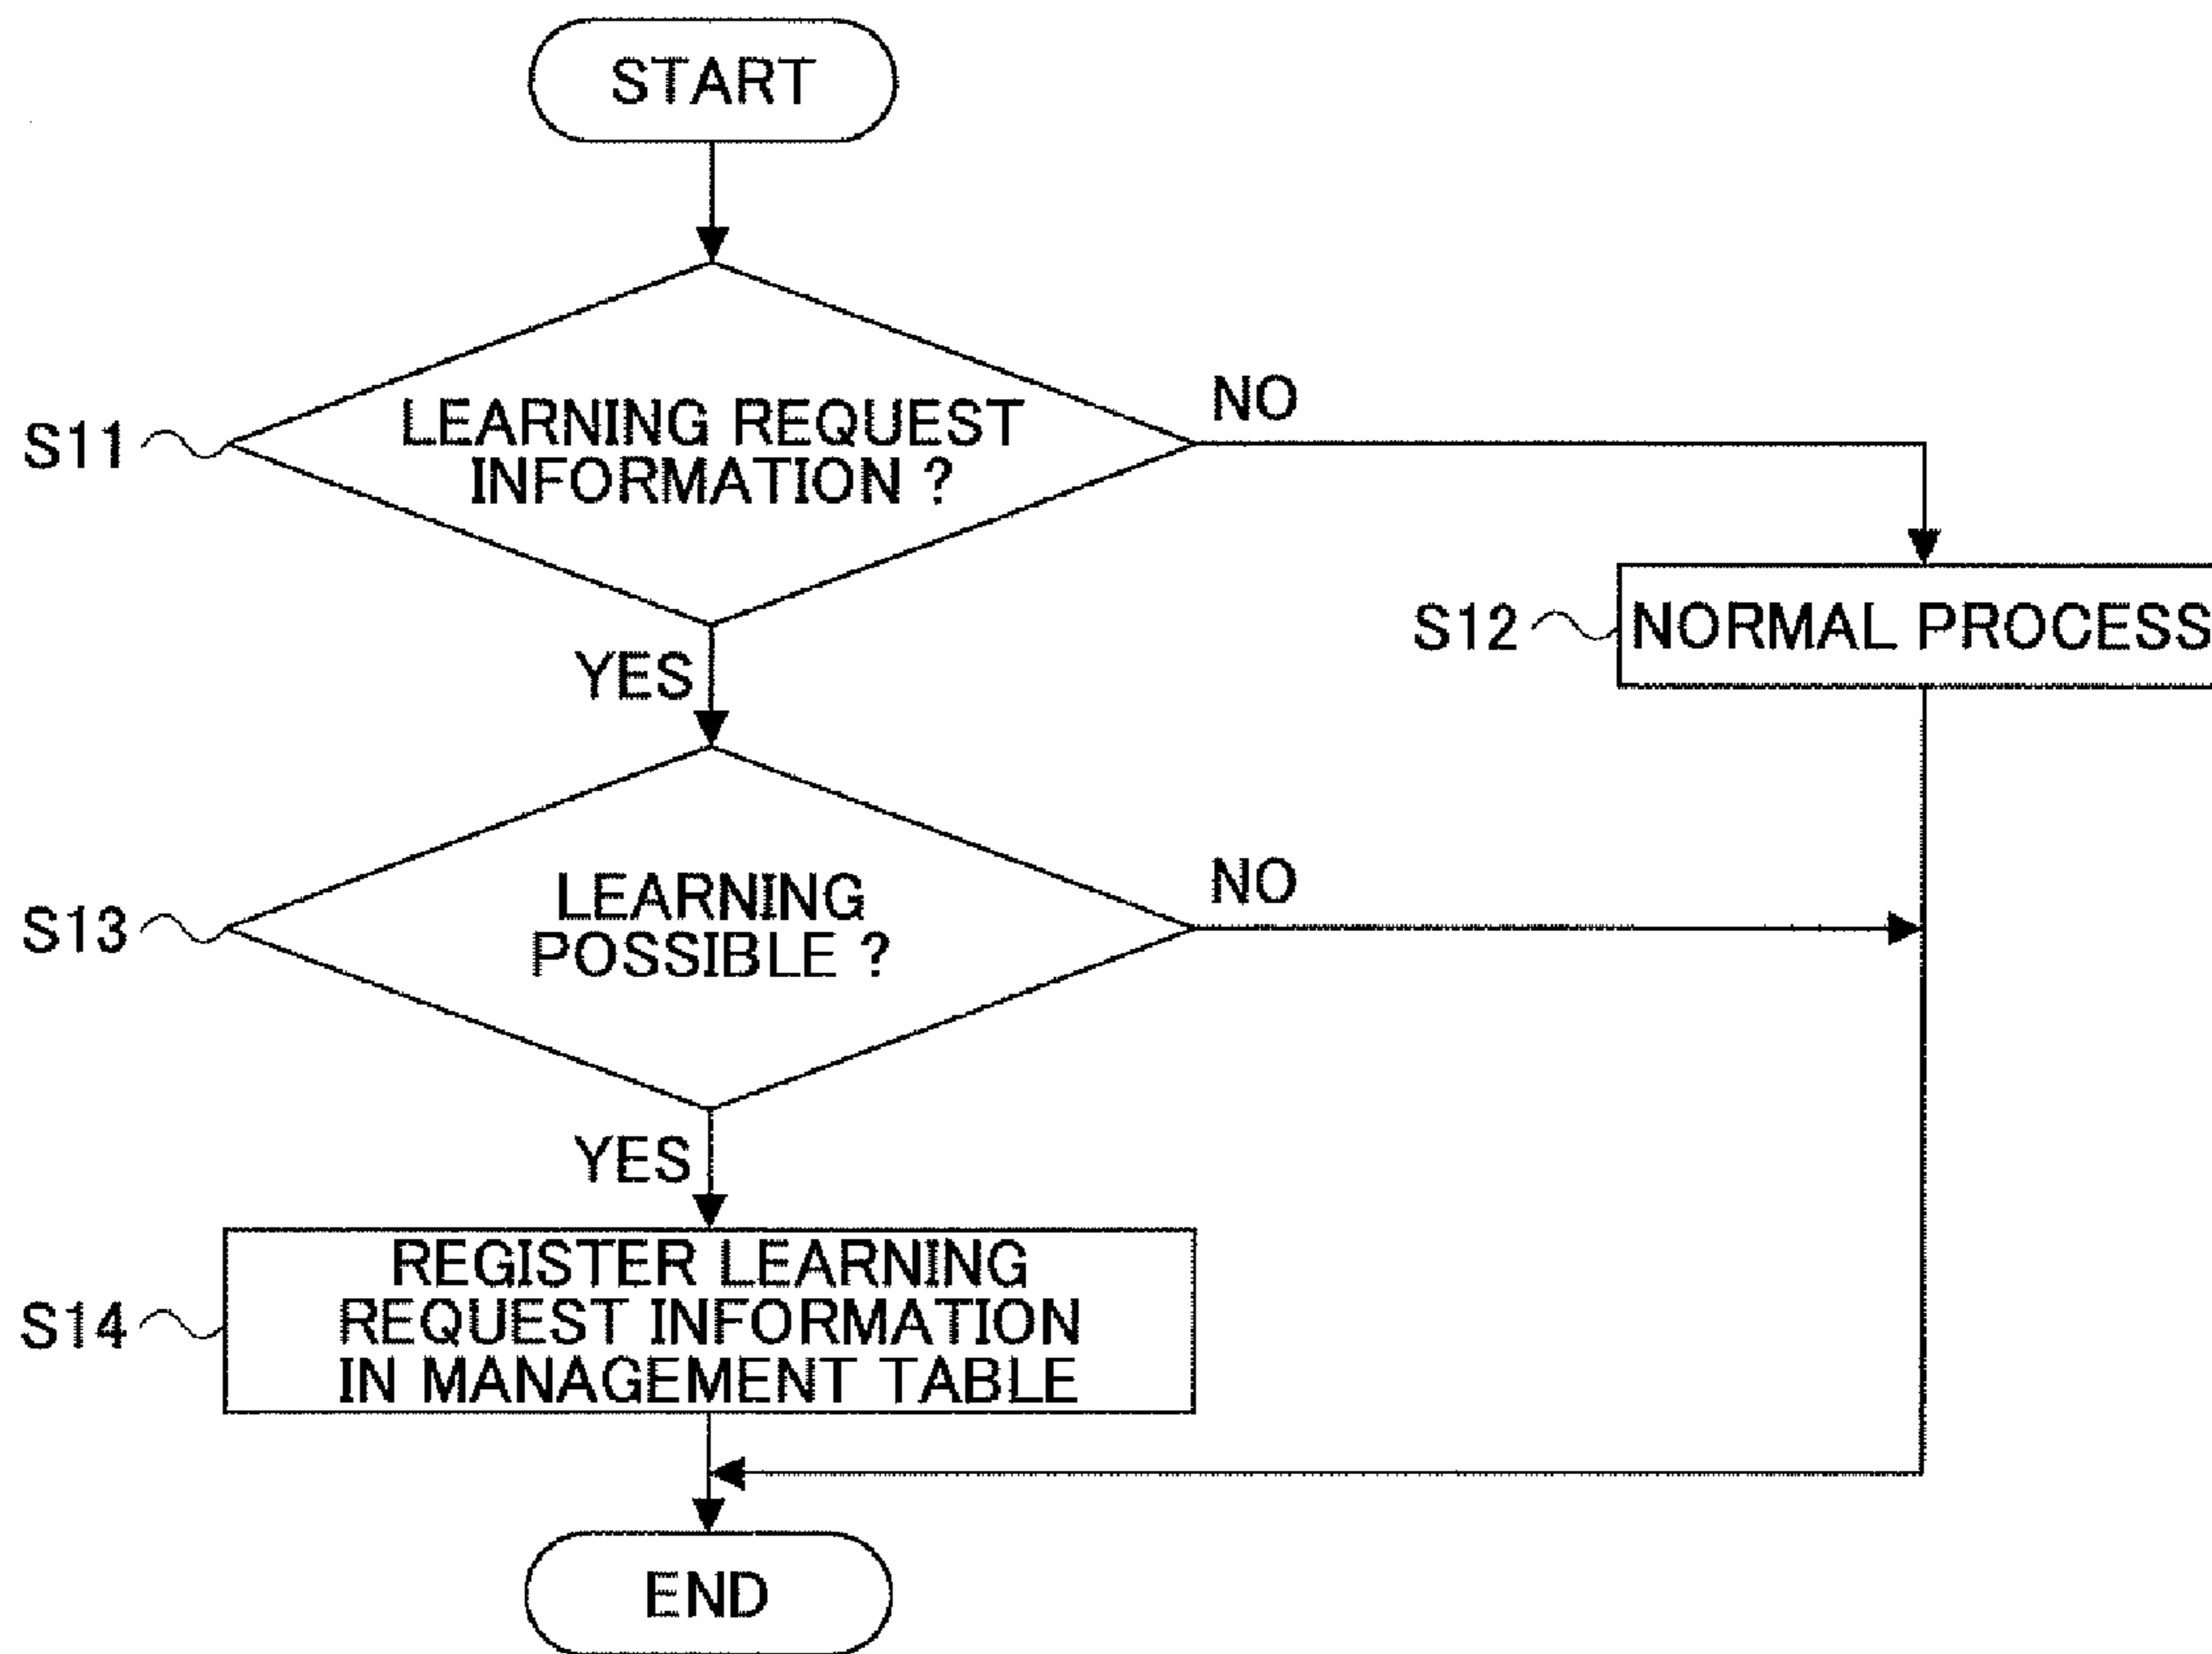 START
S11
LEARNING REQUEST
INFORMATION ?
NO
S12
NORMAL PROCESS
YES
S13
LEARNING
POSSIBLE ?
NO
YES
S14
REGISTER LEARNING
REQUEST INFORMATION
IN MANAGEMENT TABLE
END